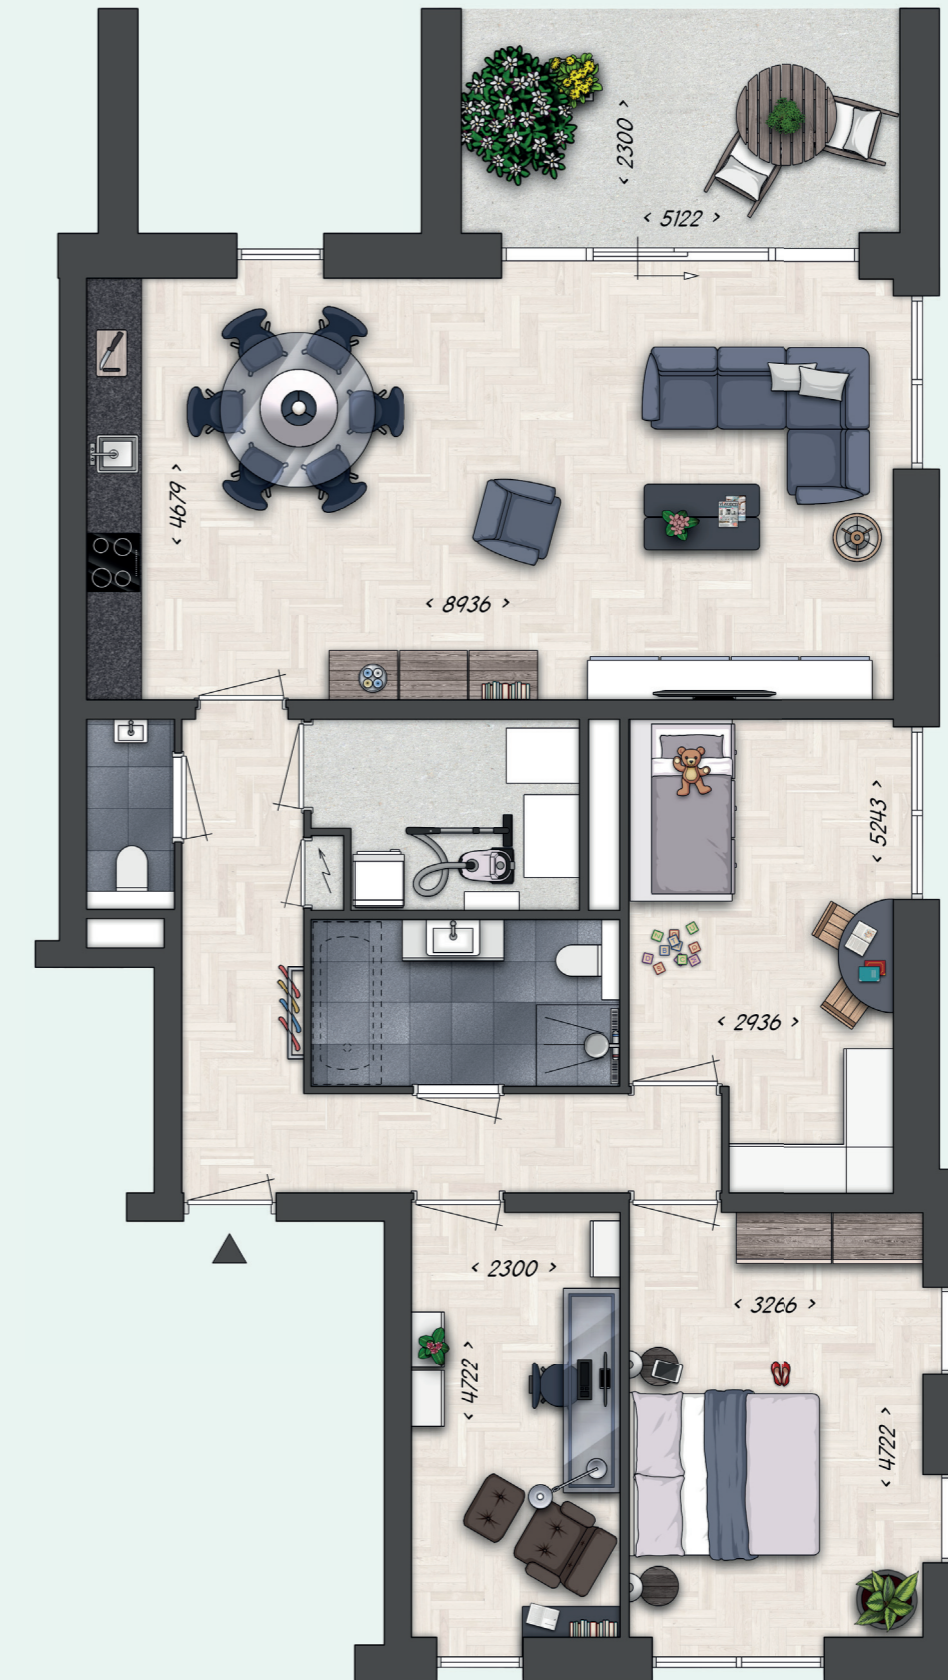 < 2300 >
< 5122 >
< 4679 >
< 8936 >
< 5243 >
< 2936 >
< 2300 >
< 3266 >
< 4722 >
< 4722 >